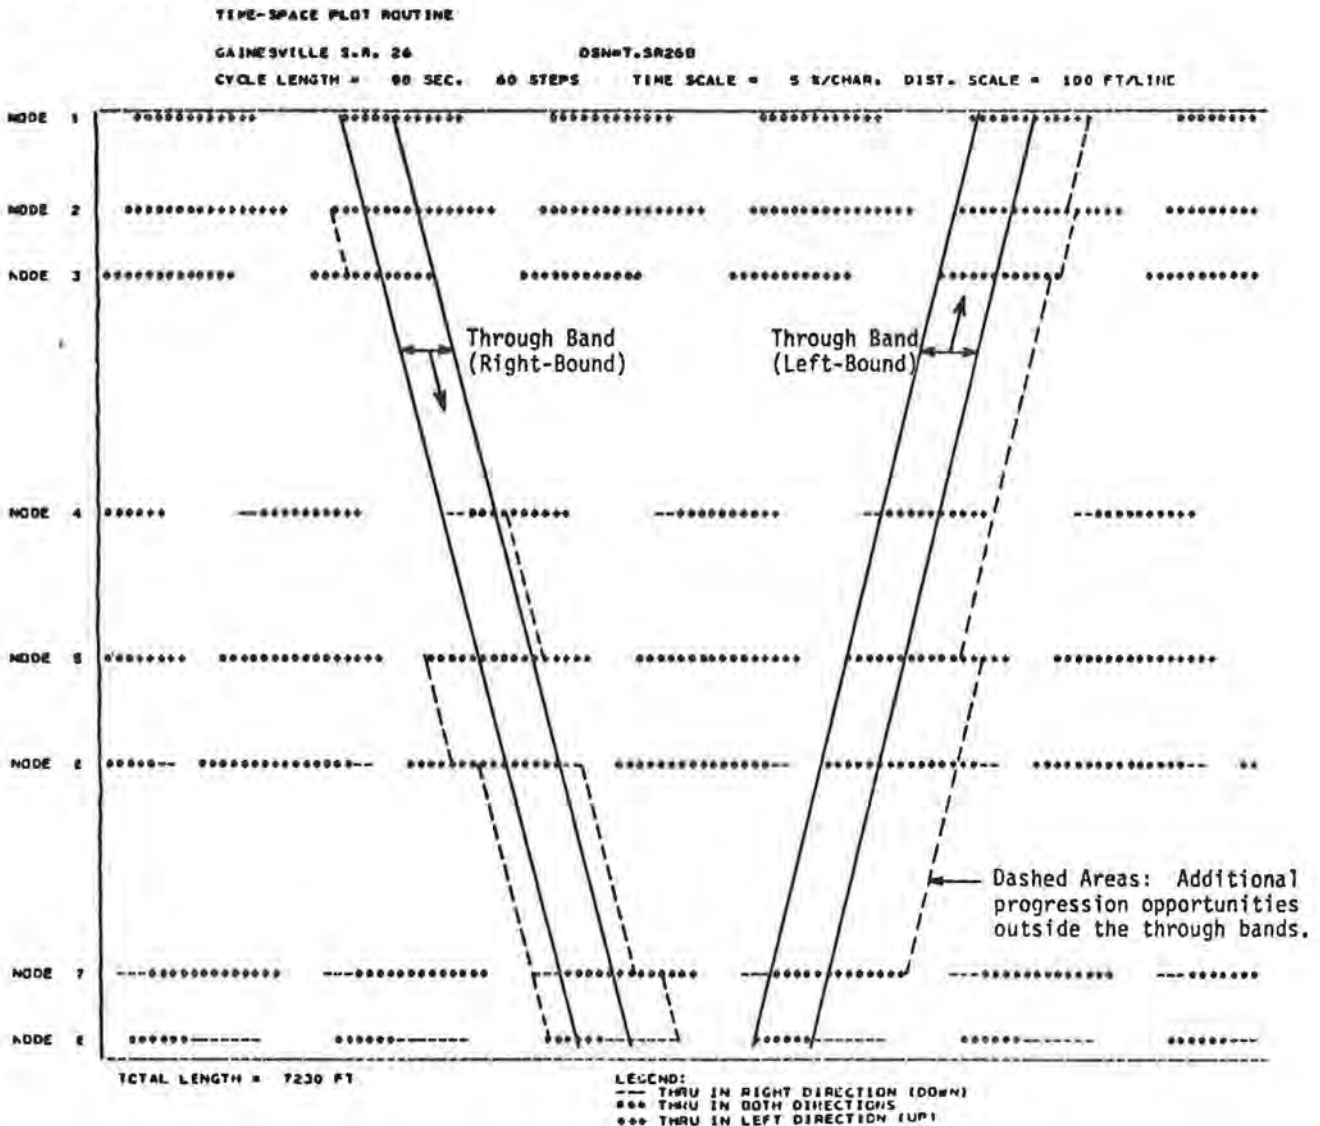 TIME-SPACE PLOT ROUTINE
GAINESVILLE S.R. 26 DSN=T.SR26B
CYCLE LENGTH = 90 SEC. 60 STEPS TIME SCALE = 5 %/CHAR. DIST. SCALE = 100 FT/LINE
NODE 1
NODE 2
NODE 3
Through Band
(Right-Bound)
Through Band
(Left-Bound)
NODE 4
NODE 5
NODE 6
Dashed Areas: Additional
progression opportunities
outside the through bands.
NODE 7
NODE 8
TOTAL LENGTH = 7230 FT
LEGEND:
--- THRU IN RIGHT DIRECTION (DOWN)
*** THRU IN BOTH DIRECTIONS
*** THRU IN LEFT DIRECTION (UP)